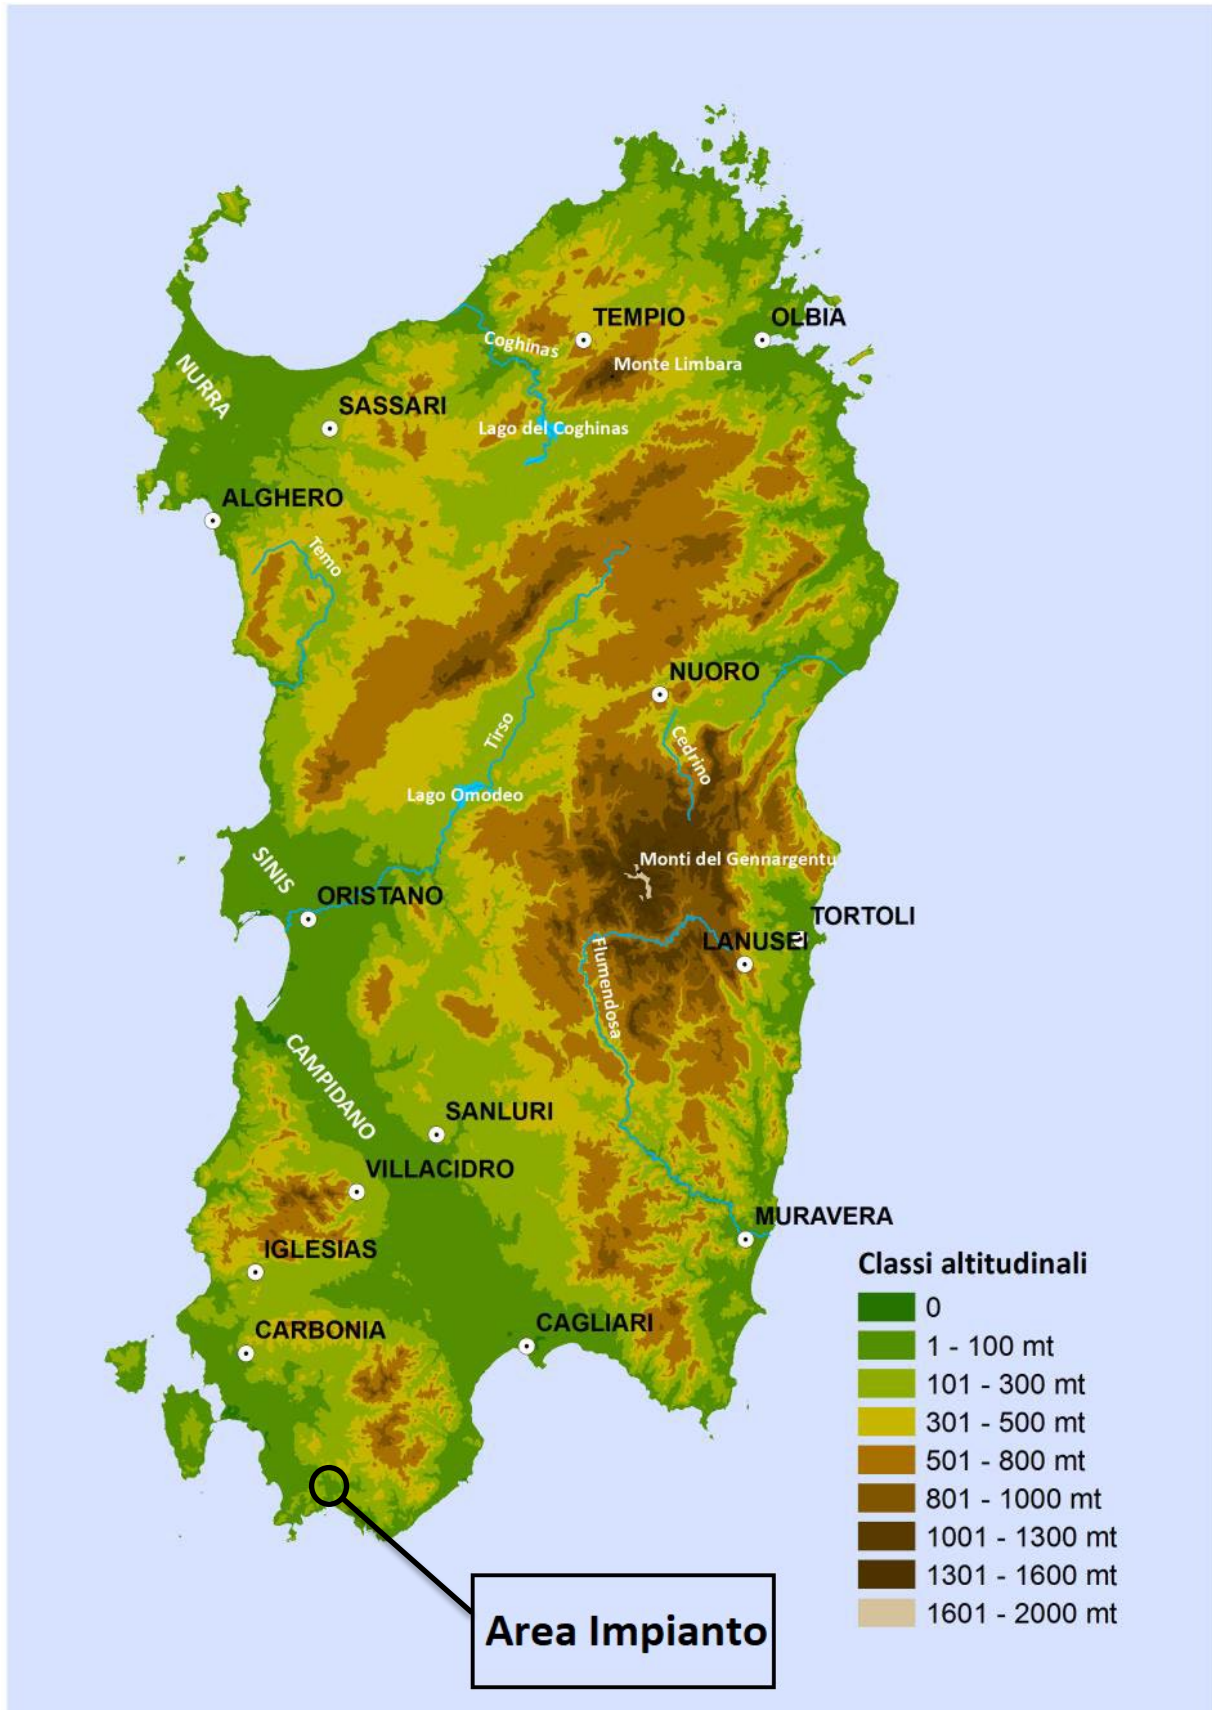 TEMPIO
OLBIA
Coghinas
Monte Limbara
NURRA
SASSARI
Lago del Coghinas
ALGHERO
Temo
NUORO
Tirso
Cedrino
Lago Omodeo
Monti del Gennargentu
SINIS
ORISTANO
TORTOLI
LANUSEI
Flumendosa
CAMPIDANO
SANLURI
VILLACIDRO
MURAVERA
IGLESIAS
CARBONIA
CAGLIARI
Classi altitudinali
0
1 - 100 mt
101 - 300 mt
301 - 500 mt
501 - 800 mt
801 - 1000 mt
1001 - 1300 mt
1301 - 1600 mt
1601 - 2000 mt
Area Impianto